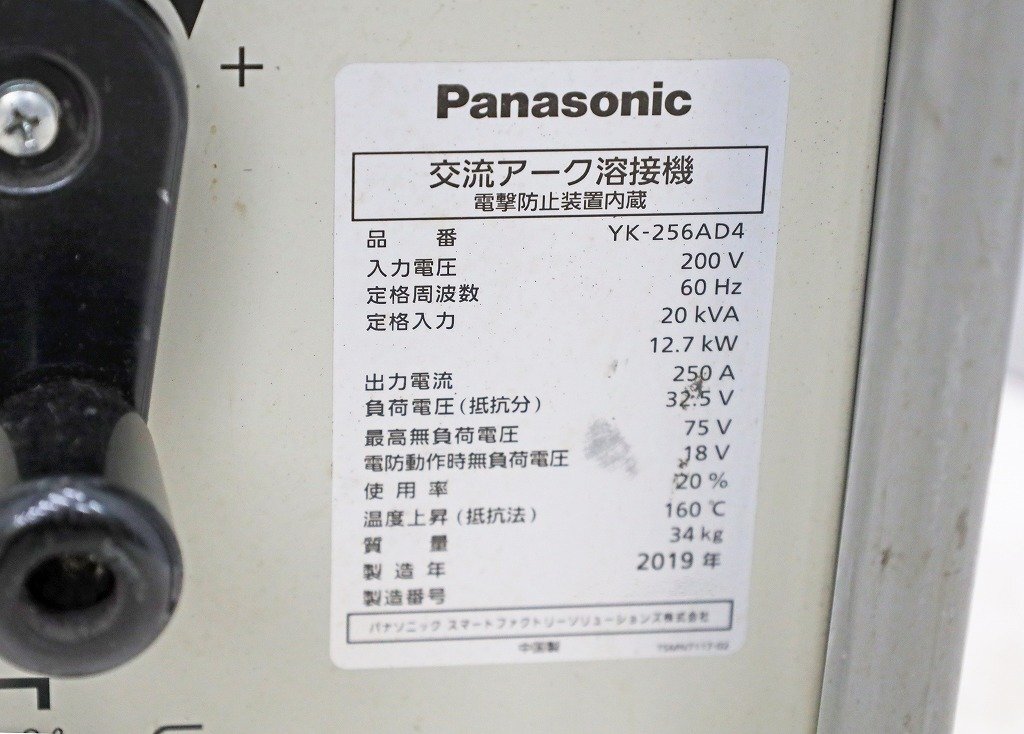 +
Panasonic
交流アーク溶接機
電撃防止装置内蔵
品 番 YK-256AD4
入力電圧 200 V
定格周波数 60 Hz
定格入力 20 kVA
12.7 kW
出力電流 250 A
負荷電圧(抵抗分) 32.5 V
最高無負荷電圧 75 V
電防動作時無負荷電圧 18 V
使用率 20 %
温度上昇(抵抗法) 160 ℃
質 量 34 kg
製造年 2019 年
製造番号
パナソニック スマートファクトリーソリューションズ株式会社
中国製